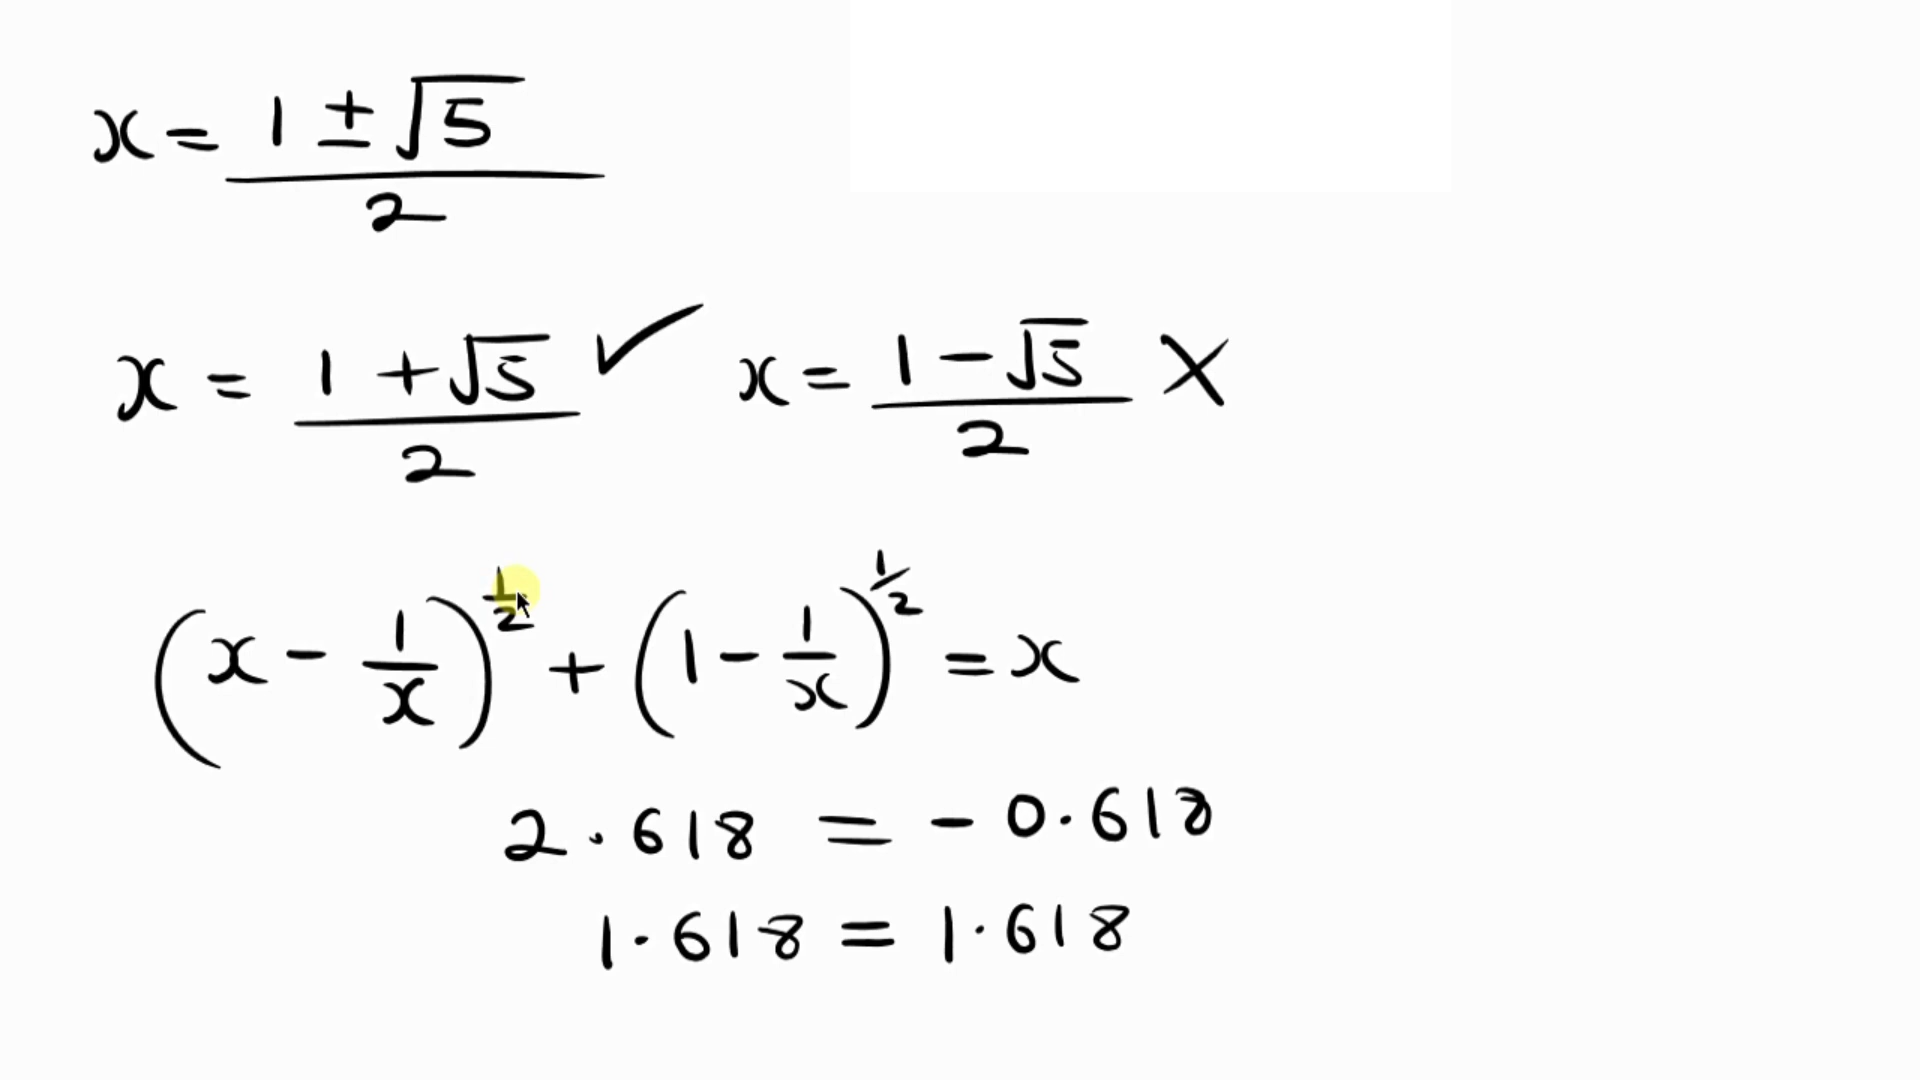 x = (1 ± √5)/2
x = (1 + √5)/2 ✓ x = (1 - √5)/2 X
(x - 1/x)^(1/2) + (1 - 1/x)^(1/2) = x
2.618 = -0.618
1.618 = 1.618